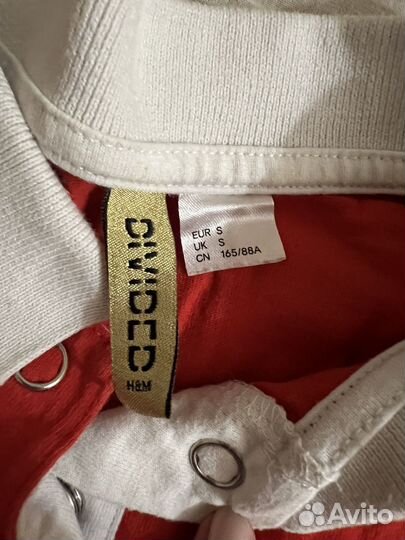 DIVIDED
H&M
EUR S
UK S
CN 165/88A
Avito